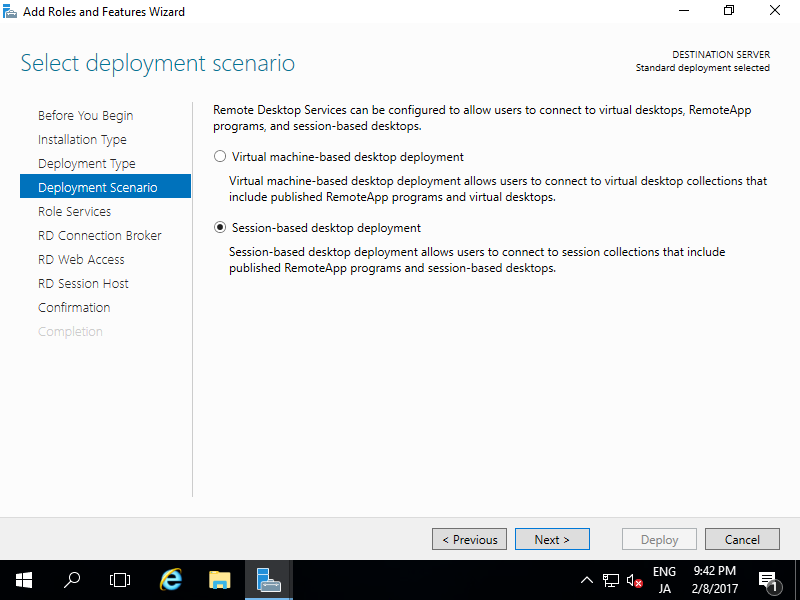 Add Roles and Features Wizard
Select deployment scenario
DESTINATION SERVER
Standard deployment selected
Before You Begin
Installation Type
Deployment Type
Deployment Scenario
Role Services
RD Connection Broker
RD Web Access
RD Session Host
Confirmation
Completion
Remote Desktop Services can be configured to allow users to connect to virtual desktops, RemoteApp
programs, and session-based desktops.
Virtual machine-based desktop deployment
Virtual machine-based desktop deployment allows users to connect to virtual desktop collections that
include published RemoteApp programs and virtual desktops.
Session-based desktop deployment
Session-based desktop deployment allows users to connect to session collections that include
published RemoteApp programs and session-based desktops.
< Previous
Next >
Deploy
Cancel
ENG
JA
9:42 PM
2/8/2017
1